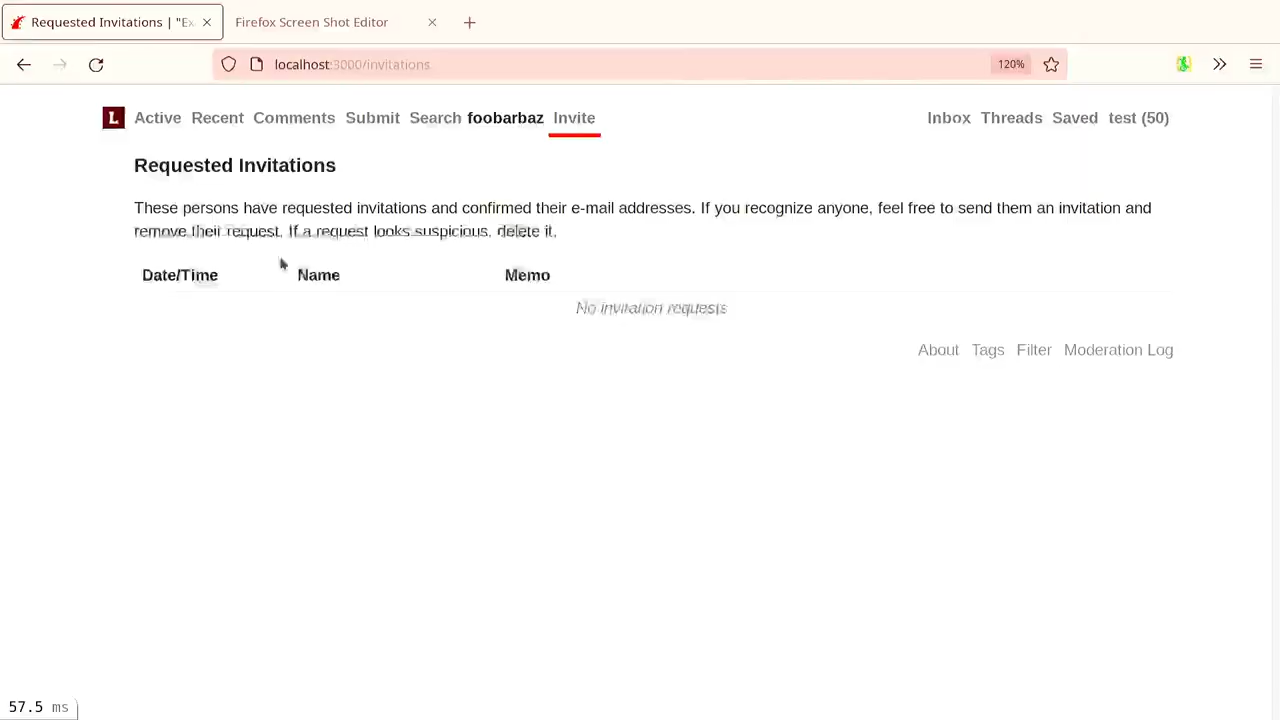 Requested Invitations | "Ex
Firefox Screen Shot Editor
localhost:3000/invitations
120%
L Active Recent Comments Submit Search foobarbaz Invite Inbox Threads Saved test (50)
Requested Invitations
These persons have requested invitations and confirmed their e-mail addresses. If you recognize anyone, feel free to send them an invitation and
remove their request. If a request looks suspicious, delete it.
Date/Time Name Memo
No invitation requests
About Tags Filter Moderation Log
57.5 ms